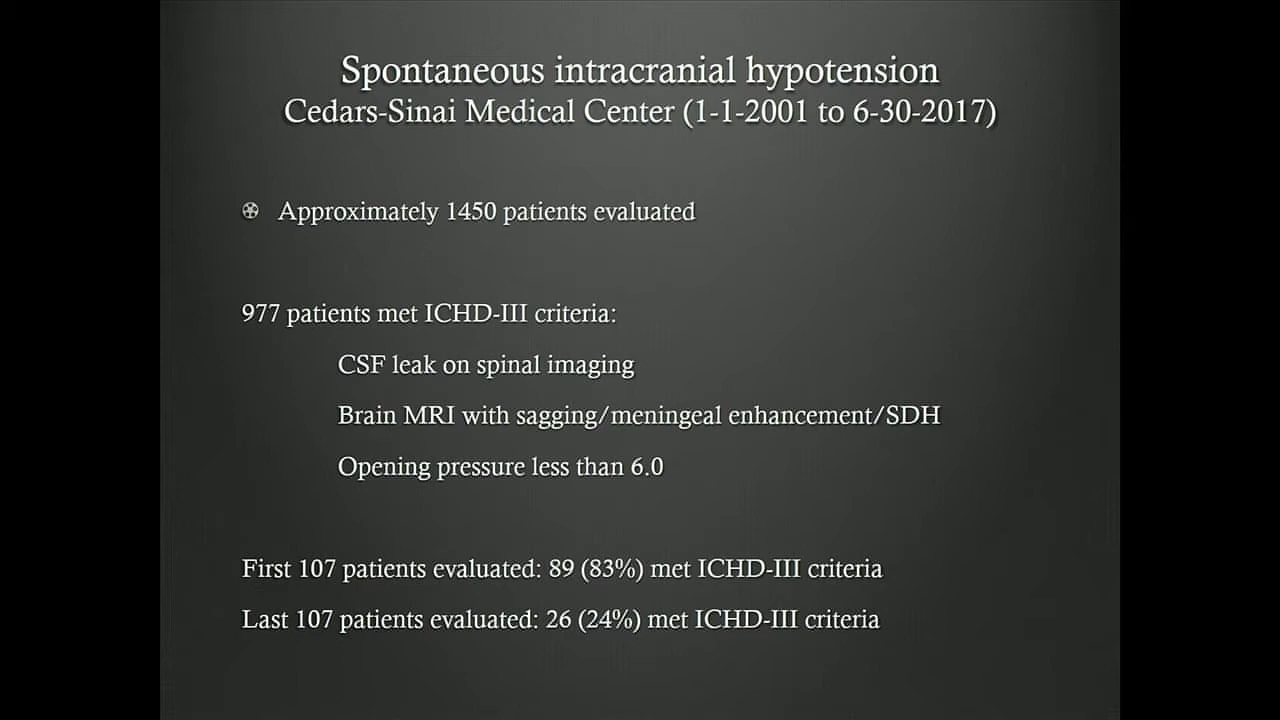 Spontaneous intracranial hypotension
Cedars-Sinai Medical Center (1-1-2001 to 6-30-2017)
Approximately 1450 patients evaluated
977 patients met ICHD-III criteria:
CSF leak on spinal imaging
Brain MRI with sagging/meningeal enhancement/SDH
Opening pressure less than 6.0
First 107 patients evaluated: 89 (83%) met ICHD-III criteria
Last 107 patients evaluated: 26 (24%) met ICHD-III criteria